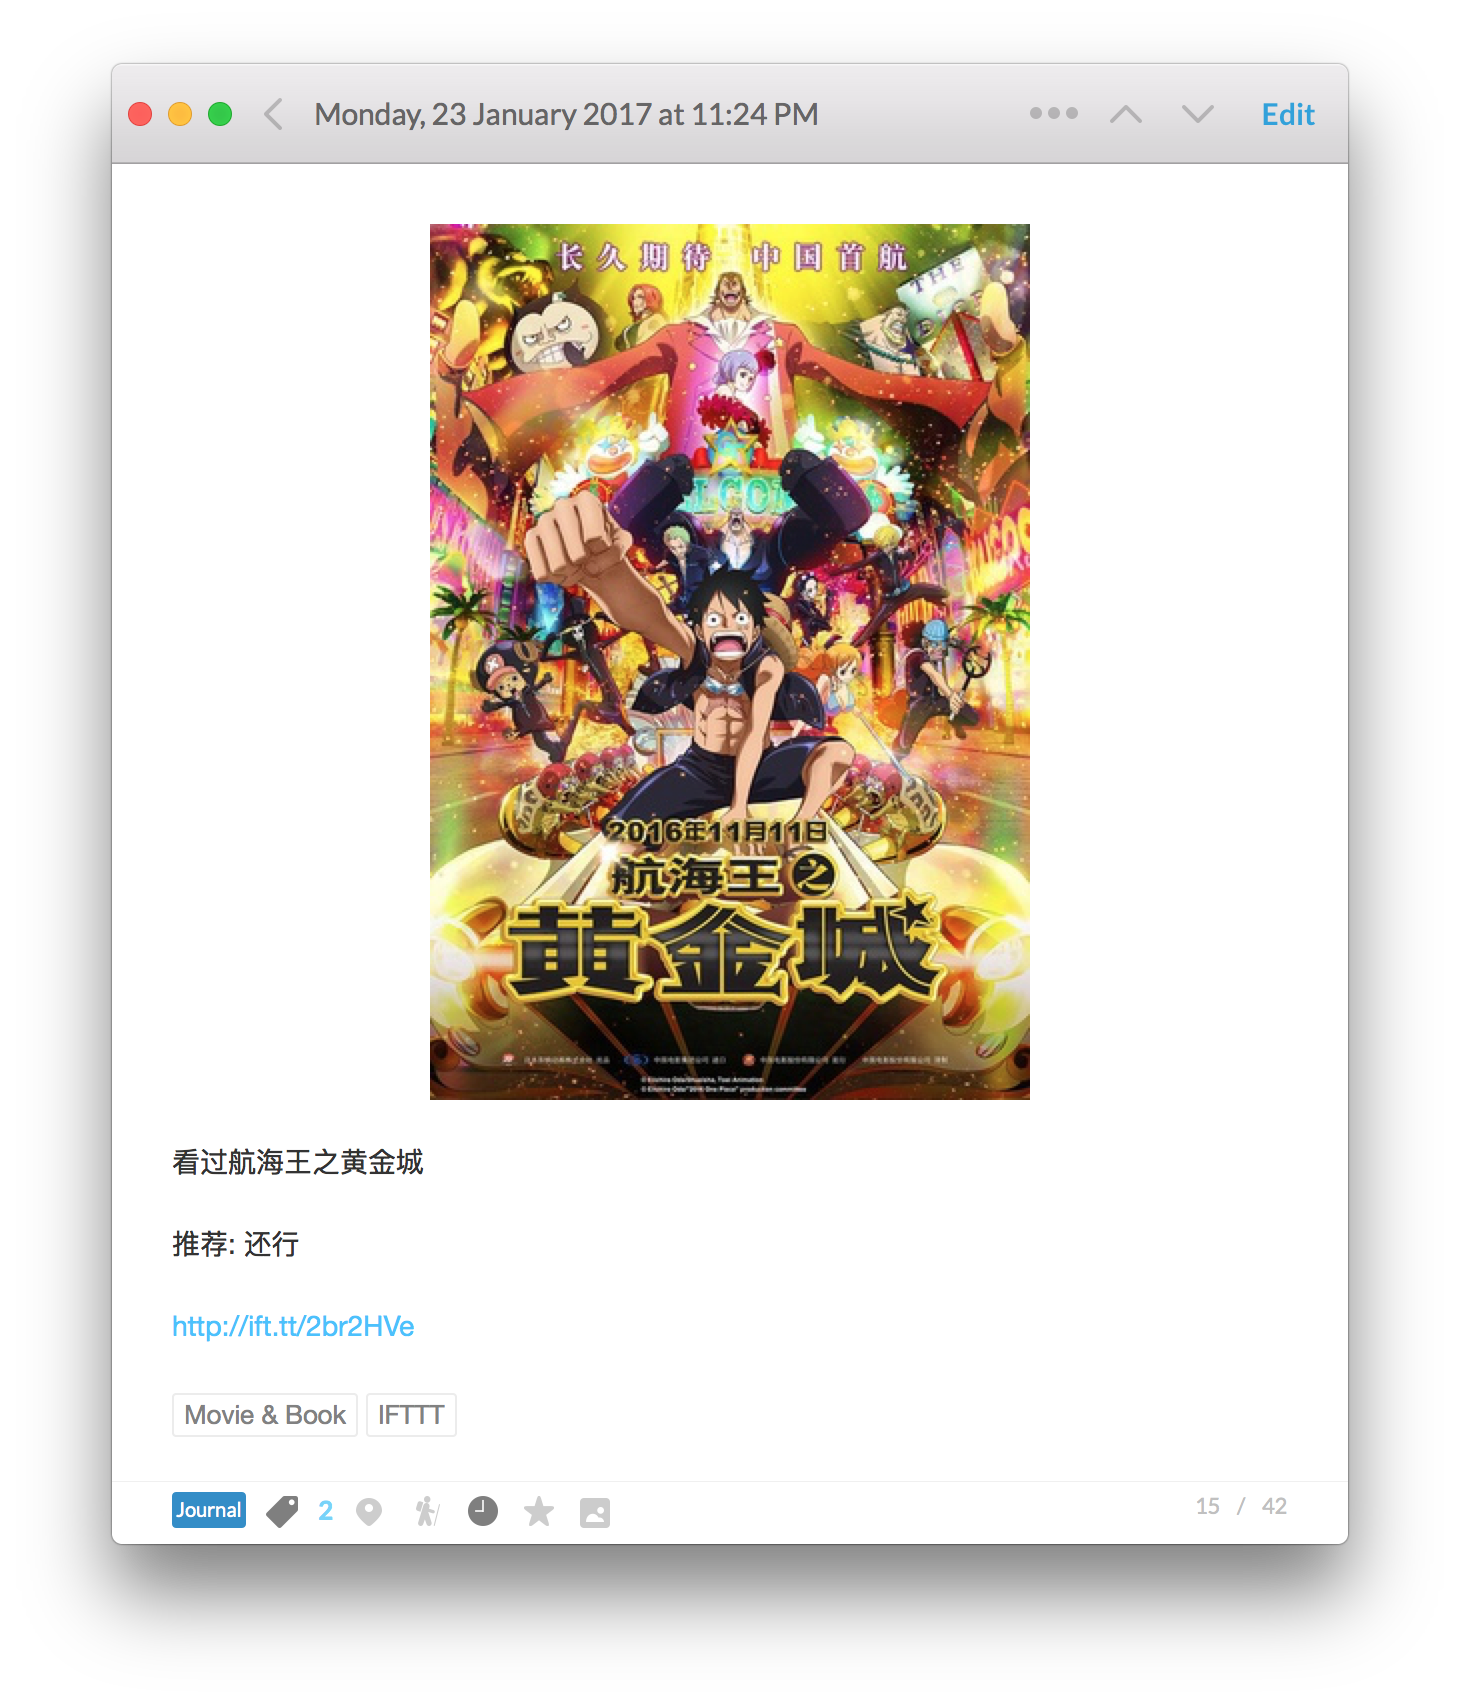 Monday, 23 January 2017 at 11:24 PM
Edit
长久期待 中国首航
THE
2016年11月11日
航海王之
黄金城
看过航海王之黄金城
推荐: 还行
http://ift.tt/2br2HVe
Movie & Book
IFTTT
Journal
2
15 / 42